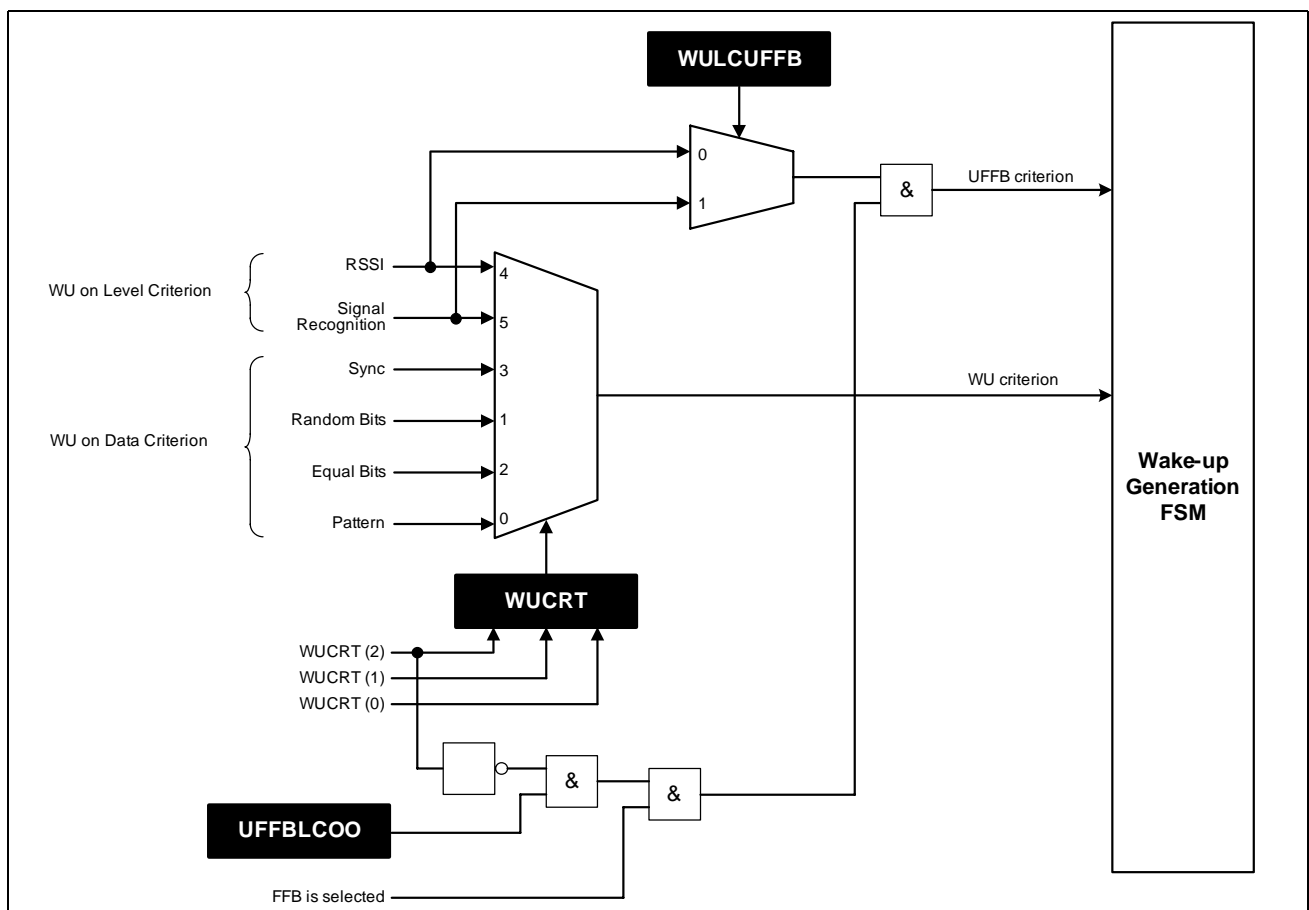 WULCUFFB
0
1
&
UFFB criterion
WU on Level Criterion
RSSI
4
Signal
Recognition
5
Sync
3
WU criterion
Random Bits
1
WU on Data Criterion
Equal Bits
2
Pattern
0
Wake-up
Generation
FSM
WUCRT
WUCRT (2)
WUCRT (1)
WUCRT (0)
&
&
UFFBLCOO
FFB is selected